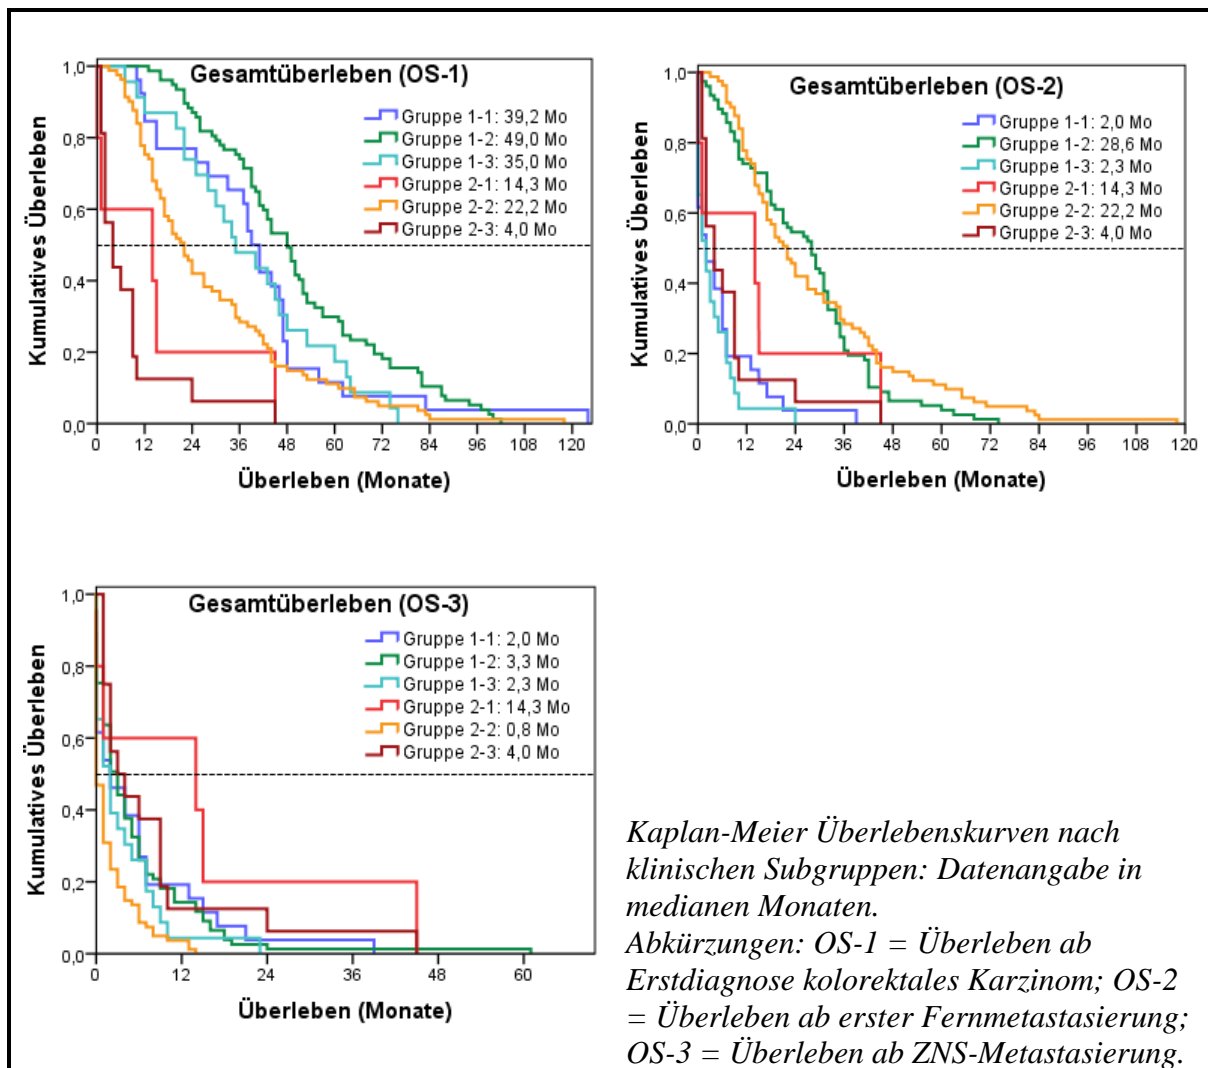 Gesamtüberleben (OS-1)
Kumulatives Überleben
1,0
0,8
0,6
0,4
0,2
0,0
Gruppe 1-1: 39,2 Mo
Gruppe 1-2: 49,0 Mo
Gruppe 1-3: 35,0 Mo
Gruppe 2-1: 14,3 Mo
Gruppe 2-2: 22,2 Mo
Gruppe 2-3: 4,0 Mo
0 12 24 36 48 60 72 84 96 108 120
Überleben (Monate)
Gesamtüberleben (OS-2)
Kumulatives Überleben
1,0
0,8
0,6
0,4
0,2
0,0
Gruppe 1-1: 2,0 Mo
Gruppe 1-2: 28,6 Mo
Gruppe 1-3: 2,3 Mo
Gruppe 2-1: 14,3 Mo
Gruppe 2-2: 22,2 Mo
Gruppe 2-3: 4,0 Mo
0 12 24 36 48 60 72 84 96 108 120
Überleben (Monate)
Gesamtüberleben (OS-3)
Kumulatives Überleben
1,0
0,8
0,6
0,4
0,2
0,0
Gruppe 1-1: 2,0 Mo
Gruppe 1-2: 3,3 Mo
Gruppe 1-3: 2,3 Mo
Gruppe 2-1: 14,3 Mo
Gruppe 2-2: 0,8 Mo
Gruppe 2-3: 4,0 Mo
0 12 24 36 48 60
Überleben (Monate)
Kaplan-Meier Überlebenskurven nach
klinischen Subgruppen: Datenangabe in
medianen Monaten.
Abkürzungen: OS-1 = Überleben ab
Erstdiagnose kolorektales Karzinom; OS-2
= Überleben ab erster Fernmetastasierung;
OS-3 = Überleben ab ZNS-Metastasierung.